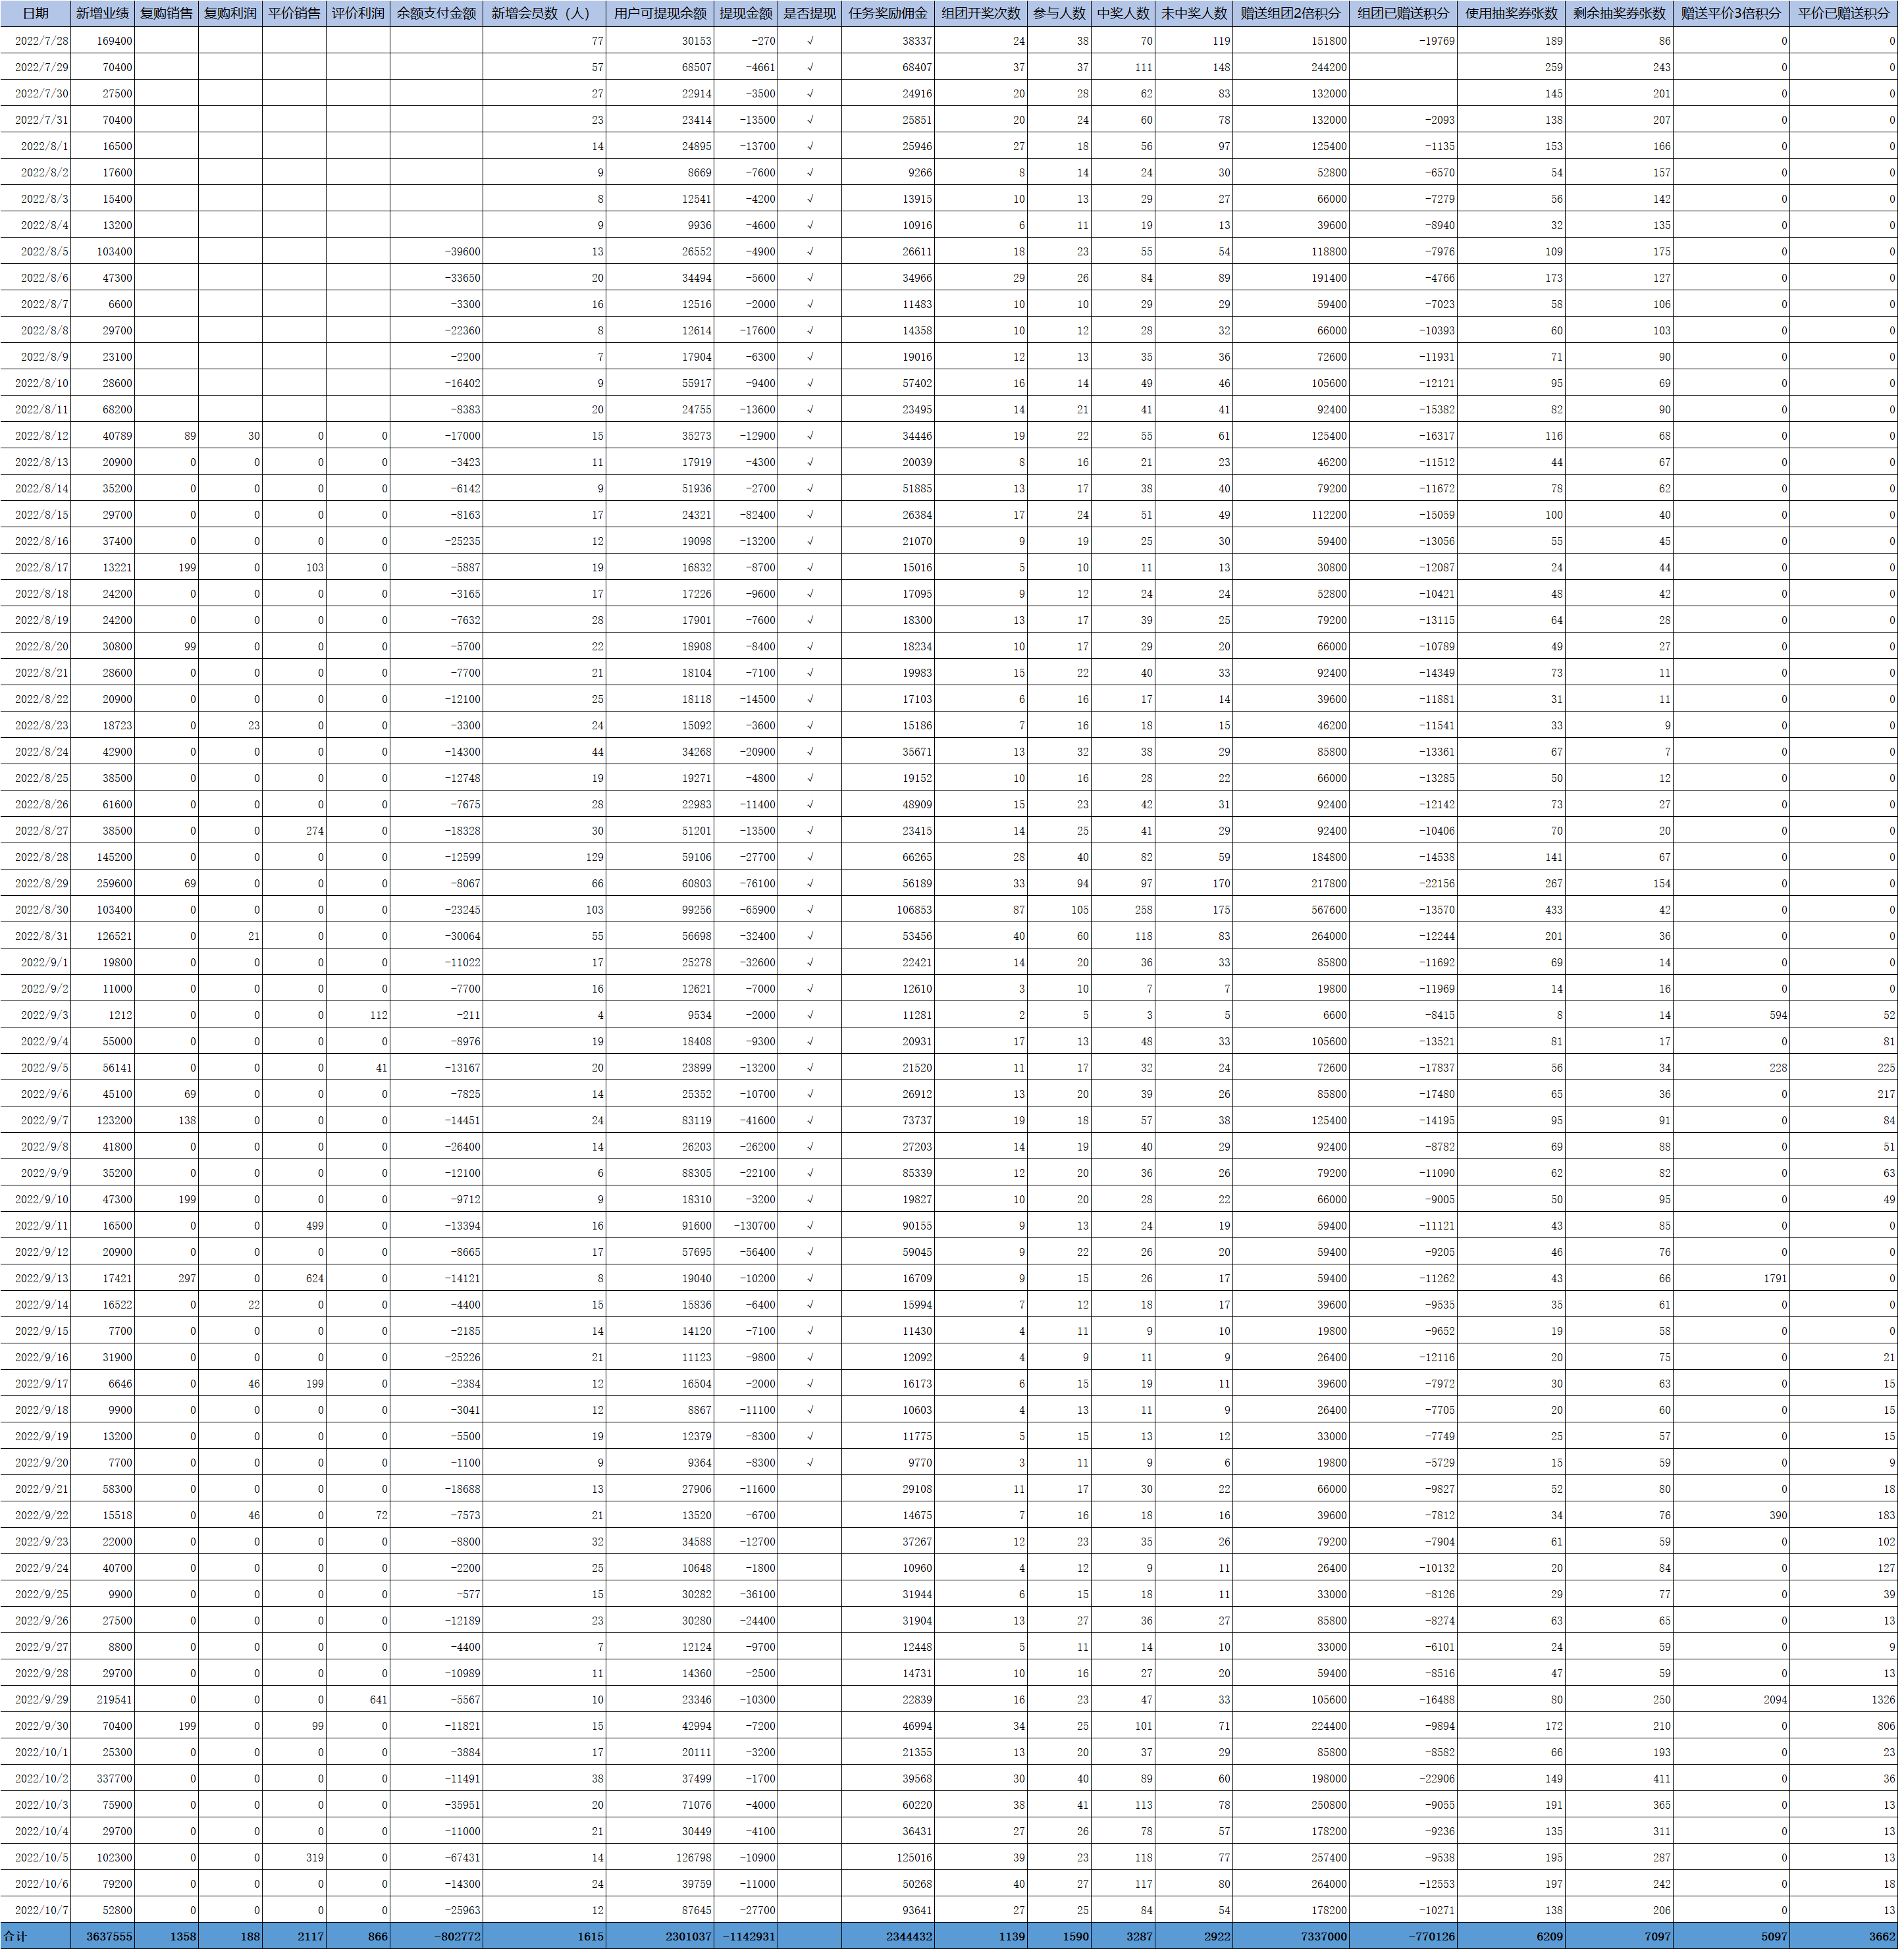 日期 新增业绩 复购销售 复购利润 平价销售 评价利润 余额支付金额 新增会员数（人） 用户可提现余额 提现金额 是否提现 任务奖励佣金 组团开奖次数 参与人数 中奖人数 未中奖人数 赠送组团2倍积分 组团已赠送积分 使用抽奖券张数 剩余抽奖券张数 赠送平价3倍积分 平价已赠送积分
2022/7/28 169400 77 30153 -270 √ 38337 24 38 70 119 151800 -19769 189 86 0 0
2022/7/29 70400 57 68507 -4661 √ 68407 37 37 111 148 244200 259 243 0 0
2022/7/30 27500 27 22914 -3500 √ 24916 20 28 62 83 132000 145 201 0 0
2022/7/31 70400 23 23414 -13500 √ 25851 20 24 60 78 132000 -2093 138 207 0 0
2022/8/1 16500 14 24895 -13700 √ 25946 27 18 56 97 125400 -1135 153 166 0 0
2022/8/2 17600 9 8669 -7600 √ 9266 8 14 24 30 52800 -6570 54 157 0 0
2022/8/3 15400 8 12541 -4200 √ 13915 10 13 29 27 66000 -7279 56 142 0 0
2022/8/4 13200 9 9936 -4600 √ 10916 6 11 19 13 39600 -8940 32 135 0 0
2022/8/5 103400 -39600 13 26552 -4900 √ 26611 18 23 55 54 118800 -7976 109 175 0 0
2022/8/6 47300 -33650 20 34494 -5600 √ 34966 29 26 84 89 191400 -4766 173 127 0 0
2022/8/7 6600 -3300 16 12516 -2000 √ 11483 10 10 29 29 59400 -7023 58 106 0 0
2022/8/8 29700 -22360 8 12614 -17600 √ 14358 10 12 28 32 66000 -10393 60 103 0 0
2022/8/9 23100 -2200 7 17904 -6300 √ 19016 12 13 35 36 72600 -11931 71 90 0 0
2022/8/10 28600 -16402 9 55917 -9400 √ 57402 16 14 49 46 105600 -12121 95 69 0 0
2022/8/11 68200 -8383 20 24755 -13600 √ 23495 14 21 41 41 92400 -15382 82 90 0 0
2022/8/12 40789 89 30 0 0 -17000 15 35273 -12900 √ 34446 19 22 55 61 125400 -16317 116 68 0 0
2022/8/13 20900 0 0 0 0 -3423 11 17919 -4300 √ 20039 8 16 21 23 46200 -11512 44 67 0 0
2022/8/14 35200 0 0 0 0 -6142 9 51936 -2700 √ 51885 13 17 38 40 79200 -11672 78 62 0 0
2022/8/15 29700 0 0 0 0 -8163 17 24321 -82400 √ 26384 17 24 51 49 112200 -15059 100 40 0 0
2022/8/16 37400 0 0 0 0 -25235 12 19098 -13200 √ 21070 9 19 25 30 59400 -13056 55 45 0 0
2022/8/17 13221 199 0 103 0 -5887 19 16832 -8700 √ 15016 5 10 11 13 30800 -12087 24 44 0 0
2022/8/18 24200 0 0 0 0 -3165 17 17226 -9600 √ 17095 9 12 24 24 52800 -10421 48 42 0 0
2022/8/19 24200 0 0 0 0 -7632 28 17901 -7600 √ 18300 13 17 39 25 79200 -13115 64 28 0 0
2022/8/20 30800 99 0 0 0 -5700 22 18908 -8400 √ 18234 10 17 29 20 66000 -10789 49 27 0 0
2022/8/21 28600 0 0 0 0 -7700 21 18104 -7100 √ 19983 15 22 40 33 92400 -14349 73 11 0 0
2022/8/22 20900 0 0 0 0 -12100 25 18118 -14500 √ 17103 6 16 17 14 39600 -11881 31 11 0 0
2022/8/23 18723 0 23 0 0 -3300 24 15092 -3600 √ 15186 7 16 18 15 46200 -11541 33 9 0 0
2022/8/24 42900 0 0 0 0 -14300 44 34268 -20900 √ 35671 13 32 38 29 85800 -13361 67 7 0 0
2022/8/25 38500 0 0 0 0 -12748 19 19271 -4800 √ 19152 10 16 28 22 66000 -13285 50 12 0 0
2022/8/26 61600 0 0 0 0 -7675 28 22983 -11400 √ 48909 15 23 42 31 92400 -12142 73 27 0 0
2022/8/27 38500 0 0 274 0 -18328 30 51201 -13500 √ 23415 14 25 41 29 92400 -10406 70 20 0 0
2022/8/28 145200 0 0 0 0 -12599 129 59106 -27700 √ 66265 28 40 82 59 184800 -14538 141 67 0 0
2022/8/29 259600 69 0 0 0 -8067 66 60803 -76100 √ 56189 33 94 97 170 217800 -22156 267 154 0 0
2022/8/30 103400 0 0 0 0 -23245 103 99256 -65900 √ 106853 87 105 258 175 567600 -13570 433 42 0 0
2022/8/31 126521 0 21 0 0 -30064 55 56698 -32400 √ 53456 40 60 118 83 264000 -12244 201 36 0 0
2022/9/1 19800 0 0 0 0 -11022 17 25278 -32600 √ 22421 14 20 36 33 85800 -11692 69 14 0 0
2022/9/2 11000 0 0 0 0 -7700 16 12621 -7000 √ 12610 3 10 7 7 19800 -11969 14 16 0 0
2022/9/3 1212 0 0 0 112 -211 4 9534 -2000 √ 11281 2 5 3 5 6600 -8415 8 14 594 52
2022/9/4 55000 0 0 0 0 -8976 19 18408 -9300 √ 20931 17 13 48 33 105600 -13521 81 17 0 81
2022/9/5 56141 0 0 0 41 -13167 20 23899 -13200 √ 21520 11 17 32 24 72600 -17837 56 34 228 225
2022/9/6 45100 69 0 0 0 -7825 14 25352 -10700 √ 26912 13 20 39 26 85800 -17480 65 36 0 217
2022/9/7 123200 138 0 0 0 -14451 24 83119 -41600 √ 73737 19 18 57 38 125400 -14195 95 91 0 84
2022/9/8 41800 0 0 0 0 -26400 14 26203 -26200 √ 27203 14 19 40 29 92400 -8782 69 88 0 51
2022/9/9 35200 0 0 0 0 -12100 6 88305 -22100 √ 85339 12 20 36 26 79200 -11090 62 82 0 63
2022/9/10 47300 199 0 0 0 -9712 9 18310 -3200 √ 19827 10 20 28 22 66000 -9005 50 95 0 49
2022/9/11 16500 0 0 499 0 -13394 16 91600 -130700 √ 90155 9 13 24 19 59400 -11121 43 85 0 0
2022/9/12 20900 0 0 0 0 -8665 17 57695 -56400 √ 59045 9 22 26 20 59400 -9205 46 76 0 0
2022/9/13 17421 297 0 624 0 -14121 8 19040 -10200 √ 16709 9 15 26 17 59400 -11262 43 66 1791 0
2022/9/14 16522 0 22 0 0 -4400 15 15836 -6400 √ 15994 7 12 18 17 39600 -9535 35 61 0 0
2022/9/15 7700 0 0 0 0 -2185 14 14120 -7100 √ 11430 4 11 9 10 19800 -9652 19 58 0 0
2022/9/16 31900 0 0 0 0 -25226 21 11123 -9800 √ 12092 4 9 11 9 26400 -12116 20 75 0 21
2022/9/17 6646 0 46 199 0 -2384 12 16504 -2000 √ 16173 6 15 19 11 39600 -7972 30 63 0 15
2022/9/18 9900 0 0 0 0 -3041 12 8867 -11100 √ 10603 4 13 11 9 26400 -7705 20 60 0 15
2022/9/19 13200 0 0 0 0 -5500 19 12379 -8300 √ 11775 5 15 13 12 33000 -7749 25 57 0 15
2022/9/20 7700 0 0 0 0 -1100 9 9364 -8300 √ 9770 3 11 9 6 19800 -5729 15 59 0 9
2022/9/21 58300 0 0 0 0 -18688 13 27906 -11600 29108 11 17 30 22 66000 -9827 52 80 0 18
2022/9/22 15518 0 46 0 72 -7573 21 13520 -6700 14675 7 16 18 16 39600 -7812 34 76 390 183
2022/9/23 22000 0 0 0 0 -8800 32 34588 -12700 37267 12 23 35 26 79200 -7904 61 59 0 102
2022/9/24 40700 0 0 0 0 -2200 25 10648 -1800 10960 4 12 9 11 26400 -10132 20 84 0 127
2022/9/25 9900 0 0 0 0 -577 15 30282 -36100 31944 6 15 18 11 33000 -8126 29 77 0 39
2022/9/26 27500 0 0 0 0 -12189 23 30280 -24400 31904 13 27 36 27 85800 -8274 63 65 0 13
2022/9/27 8800 0 0 0 0 -4400 7 12124 -9700 12448 5 11 14 10 33000 -6101 24 59 0 9
2022/9/28 29700 0 0 0 0 -10989 11 14360 -2500 14731 10 16 27 20 59400 -8516 47 59 0 13
2022/9/29 219541 0 0 0 641 -5567 10 23346 -10300 22839 16 23 47 33 105600 -16488 80 250 2094 1326
2022/9/30 70400 199 0 99 0 -11821 15 42994 -7200 46994 34 25 101 71 224400 -9894 172 210 0 806
2022/10/1 25300 0 0 0 0 -3884 17 20111 -3200 21355 13 20 37 29 85800 -8582 66 193 0 23
2022/10/2 337700 0 0 0 0 -11491 38 37499 -1700 39568 30 40 89 60 198000 -22906 149 411 0 36
2022/10/3 75900 0 0 0 0 -35951 20 71076 -4000 60220 38 41 113 78 250800 -9055 191 365 0 13
2022/10/4 29700 0 0 0 0 -11000 21 30449 -4100 36431 27 26 78 57 178200 -9236 135 311 0 13
2022/10/5 102300 0 0 319 0 -67431 14 126798 -10900 125016 39 23 118 77 257400 -9538 195 287 0 13
2022/10/6 79200 0 0 0 0 -14300 24 39759 -11000 50268 40 27 117 80 264000 -12553 197 242 0 18
2022/10/7 52800 0 0 0 0 -25963 12 87645 -27700 93641 27 25 84 54 178200 -10271 138 206 0 13
合计 3637555 1358 188 2117 866 -802772 1615 2301037 -1142931 2344432 1139 1590 3287 2922 7337000 -770126 6209 7097 5097 3662